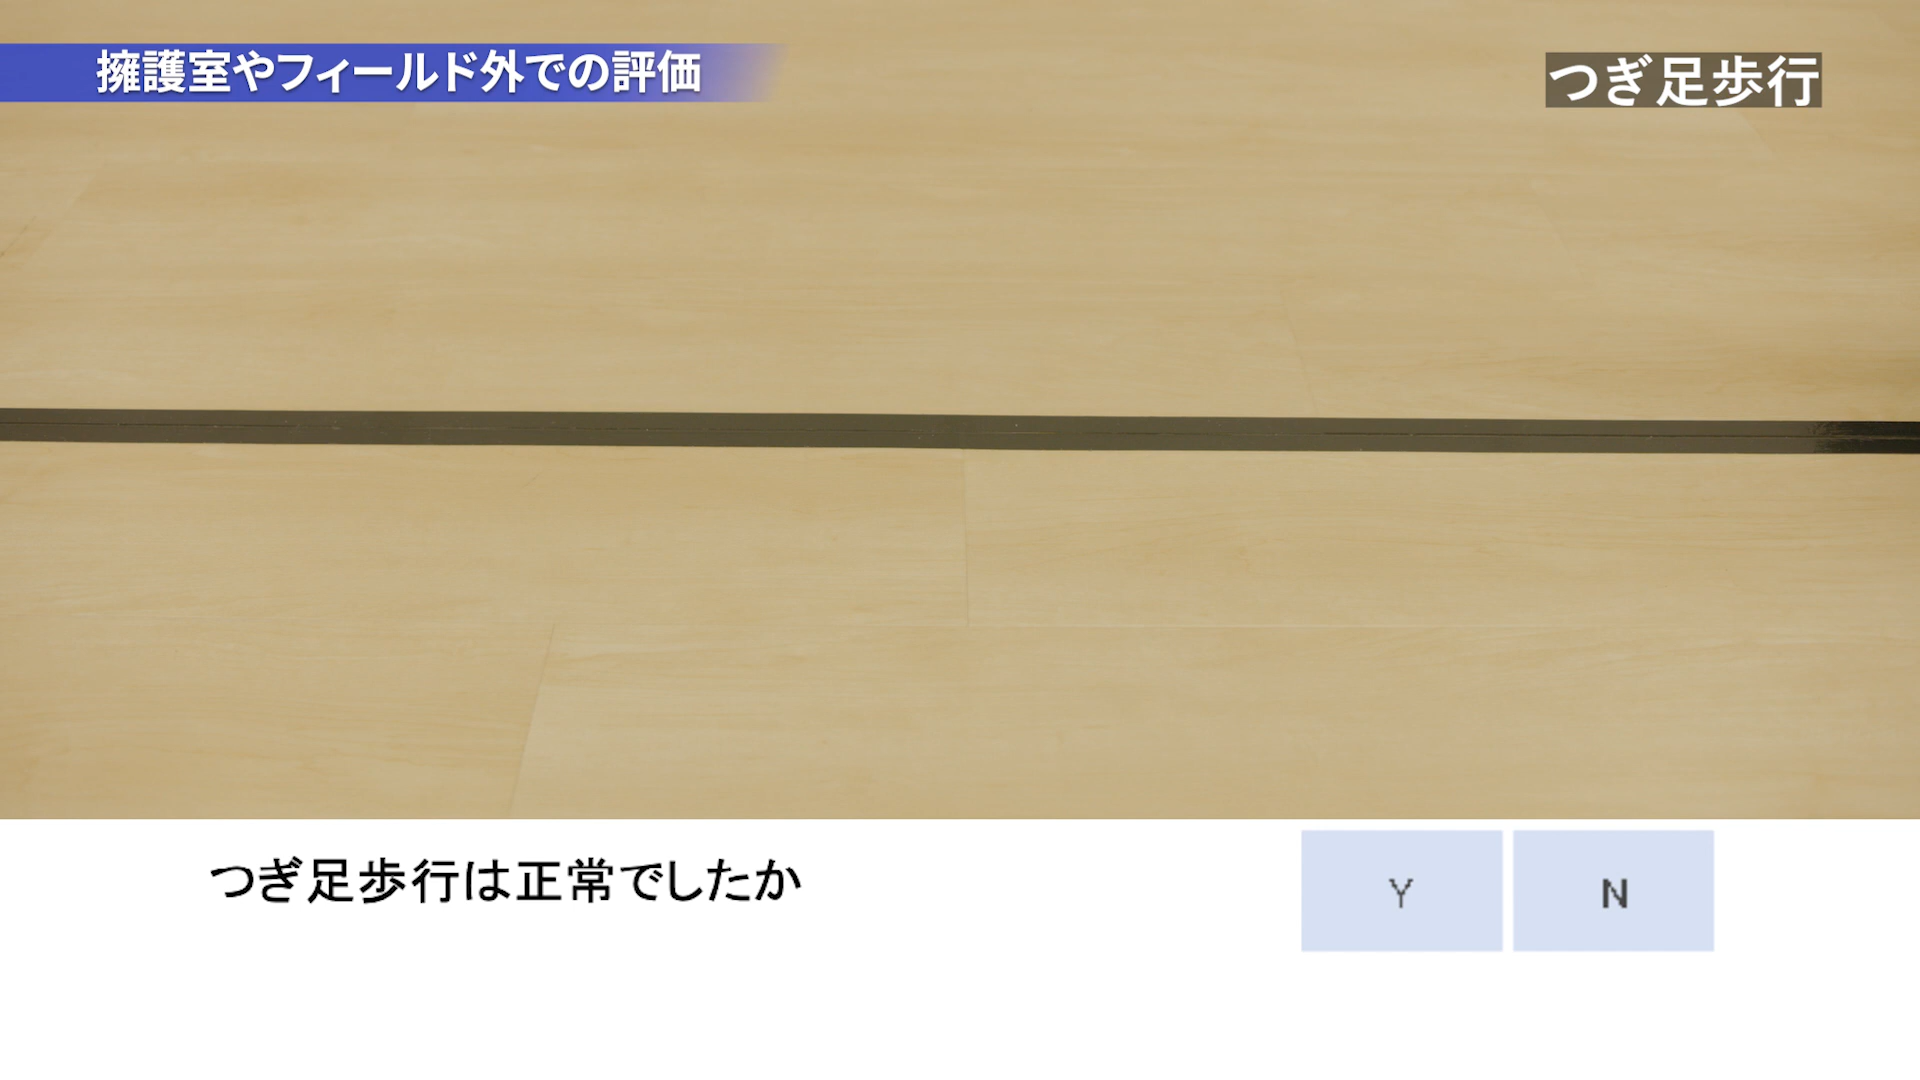 擁護室やフィールド外での評価
つぎ足歩行
つぎ足歩行は正常でしたか
Y
N